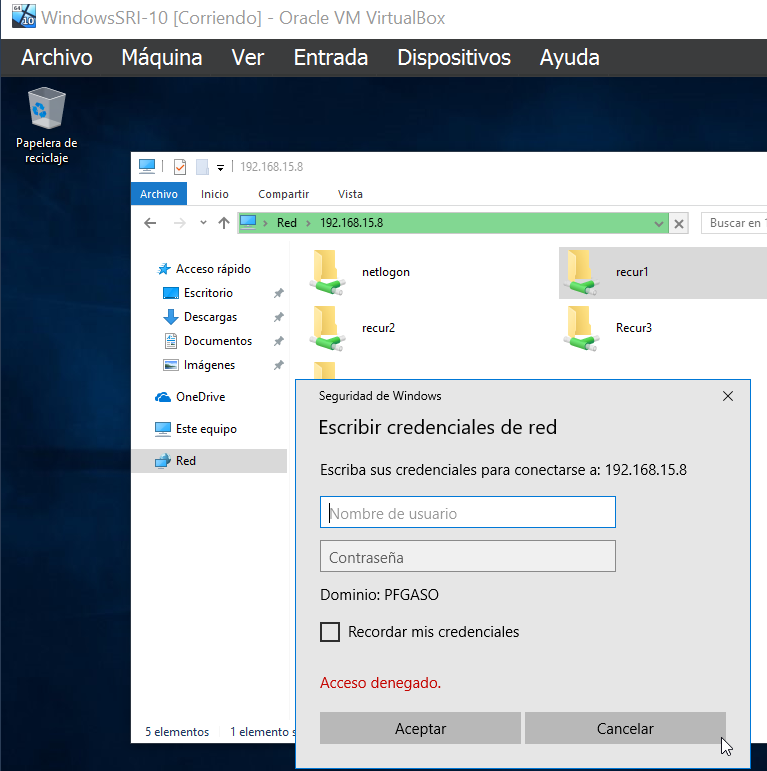 64
10
WindowsSRI-10 [Corriendo] - Oracle VM VirtualBox
Archivo Máquina Ver Entrada Dispositivos Ayuda
Papelera de
reciclaje
192.168.15.8
Archivo Inicio Compartir Vista
Red 192.168.15.8
Buscar en 1
Acceso rápido
Escritorio
Descargas
Documentos
Imágenes
OneDrive
Este equipo
Red
netlogon recur1
recur2 Recur3
Seguridad de Windows
Escribir credenciales de red
Escriba sus credenciales para conectarse a: 192.168.15.8
Nombre de usuario
Contraseña
Dominio: PFGASO
Recordar mis credenciales
Acceso denegado.
Aceptar Cancelar
5 elementos 1 elemento s